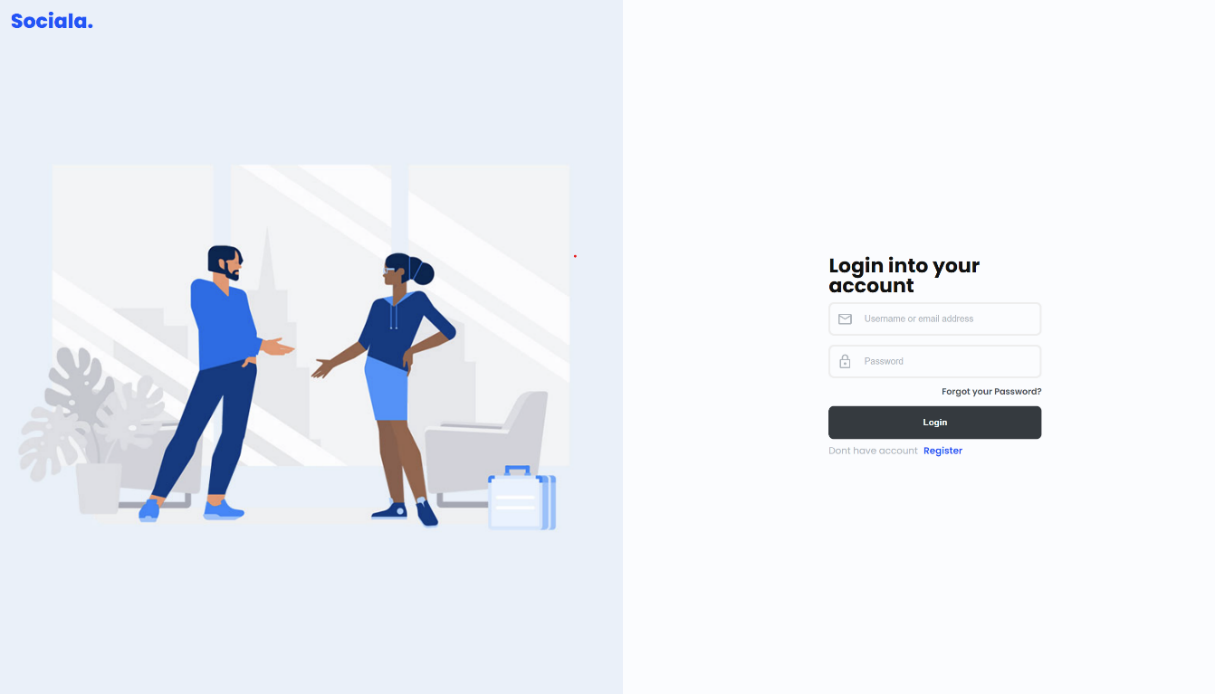 Sociala.
Login into your
account
Username or email address
Password
Forgot your Password?
Login
Dont have account Register